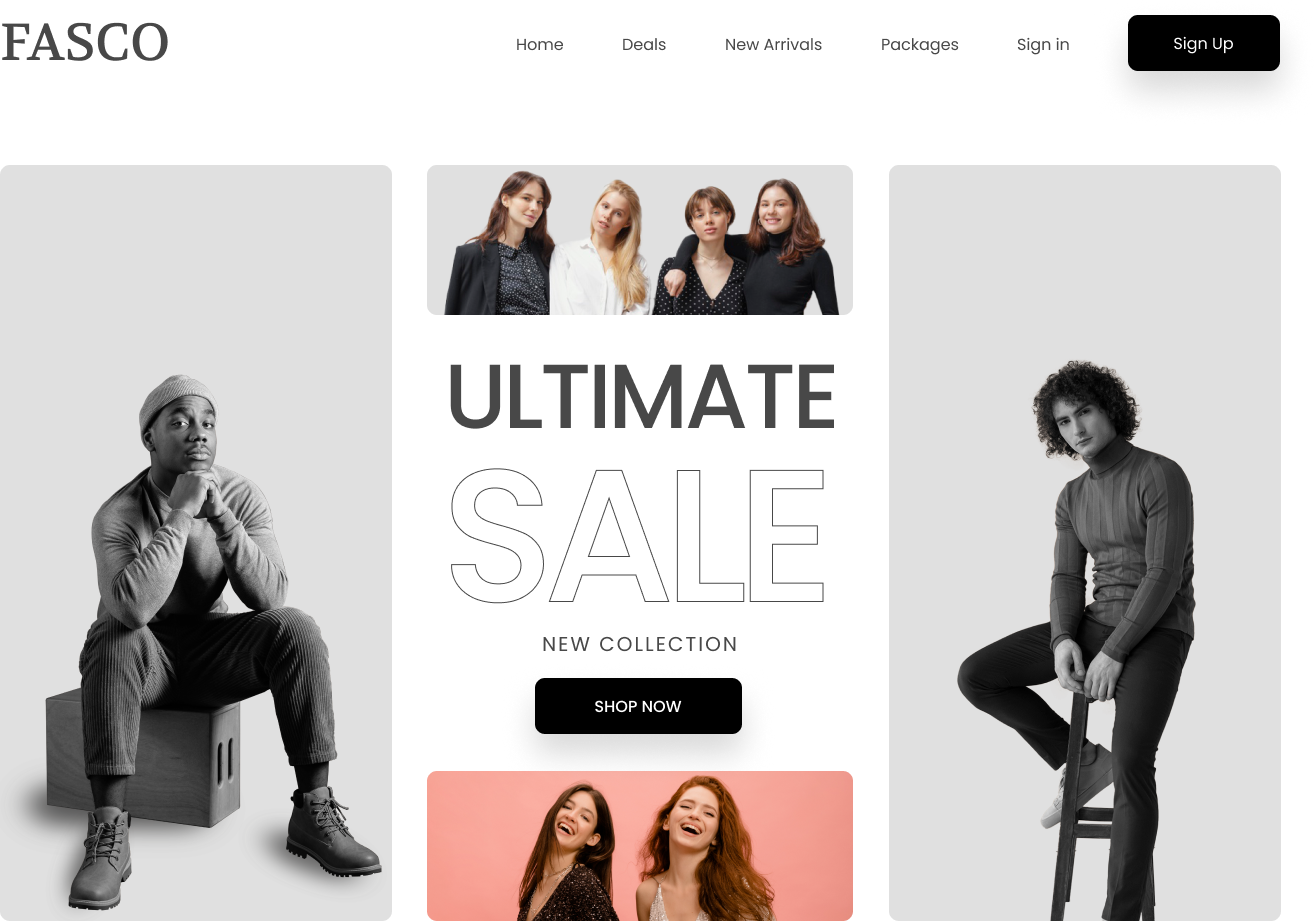 FASCO
Home Deals New Arrivals Packages Sign in Sign Up
ULTIMATE
SALE
NEW COLLECTION
SHOP NOW